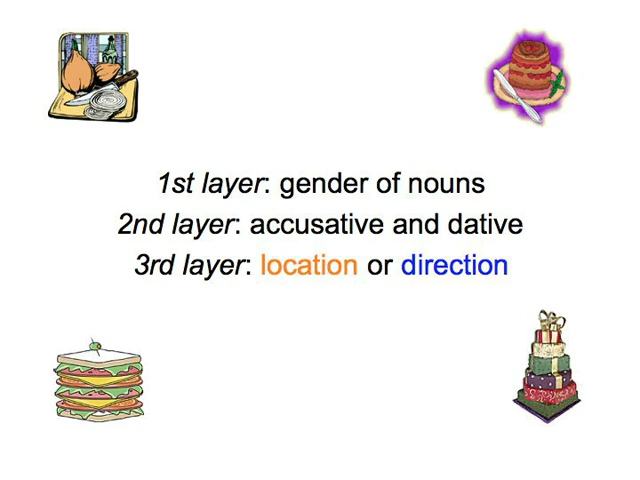 1st layer: gender of nouns
2nd layer: accusative and dative
3rd layer: location or direction